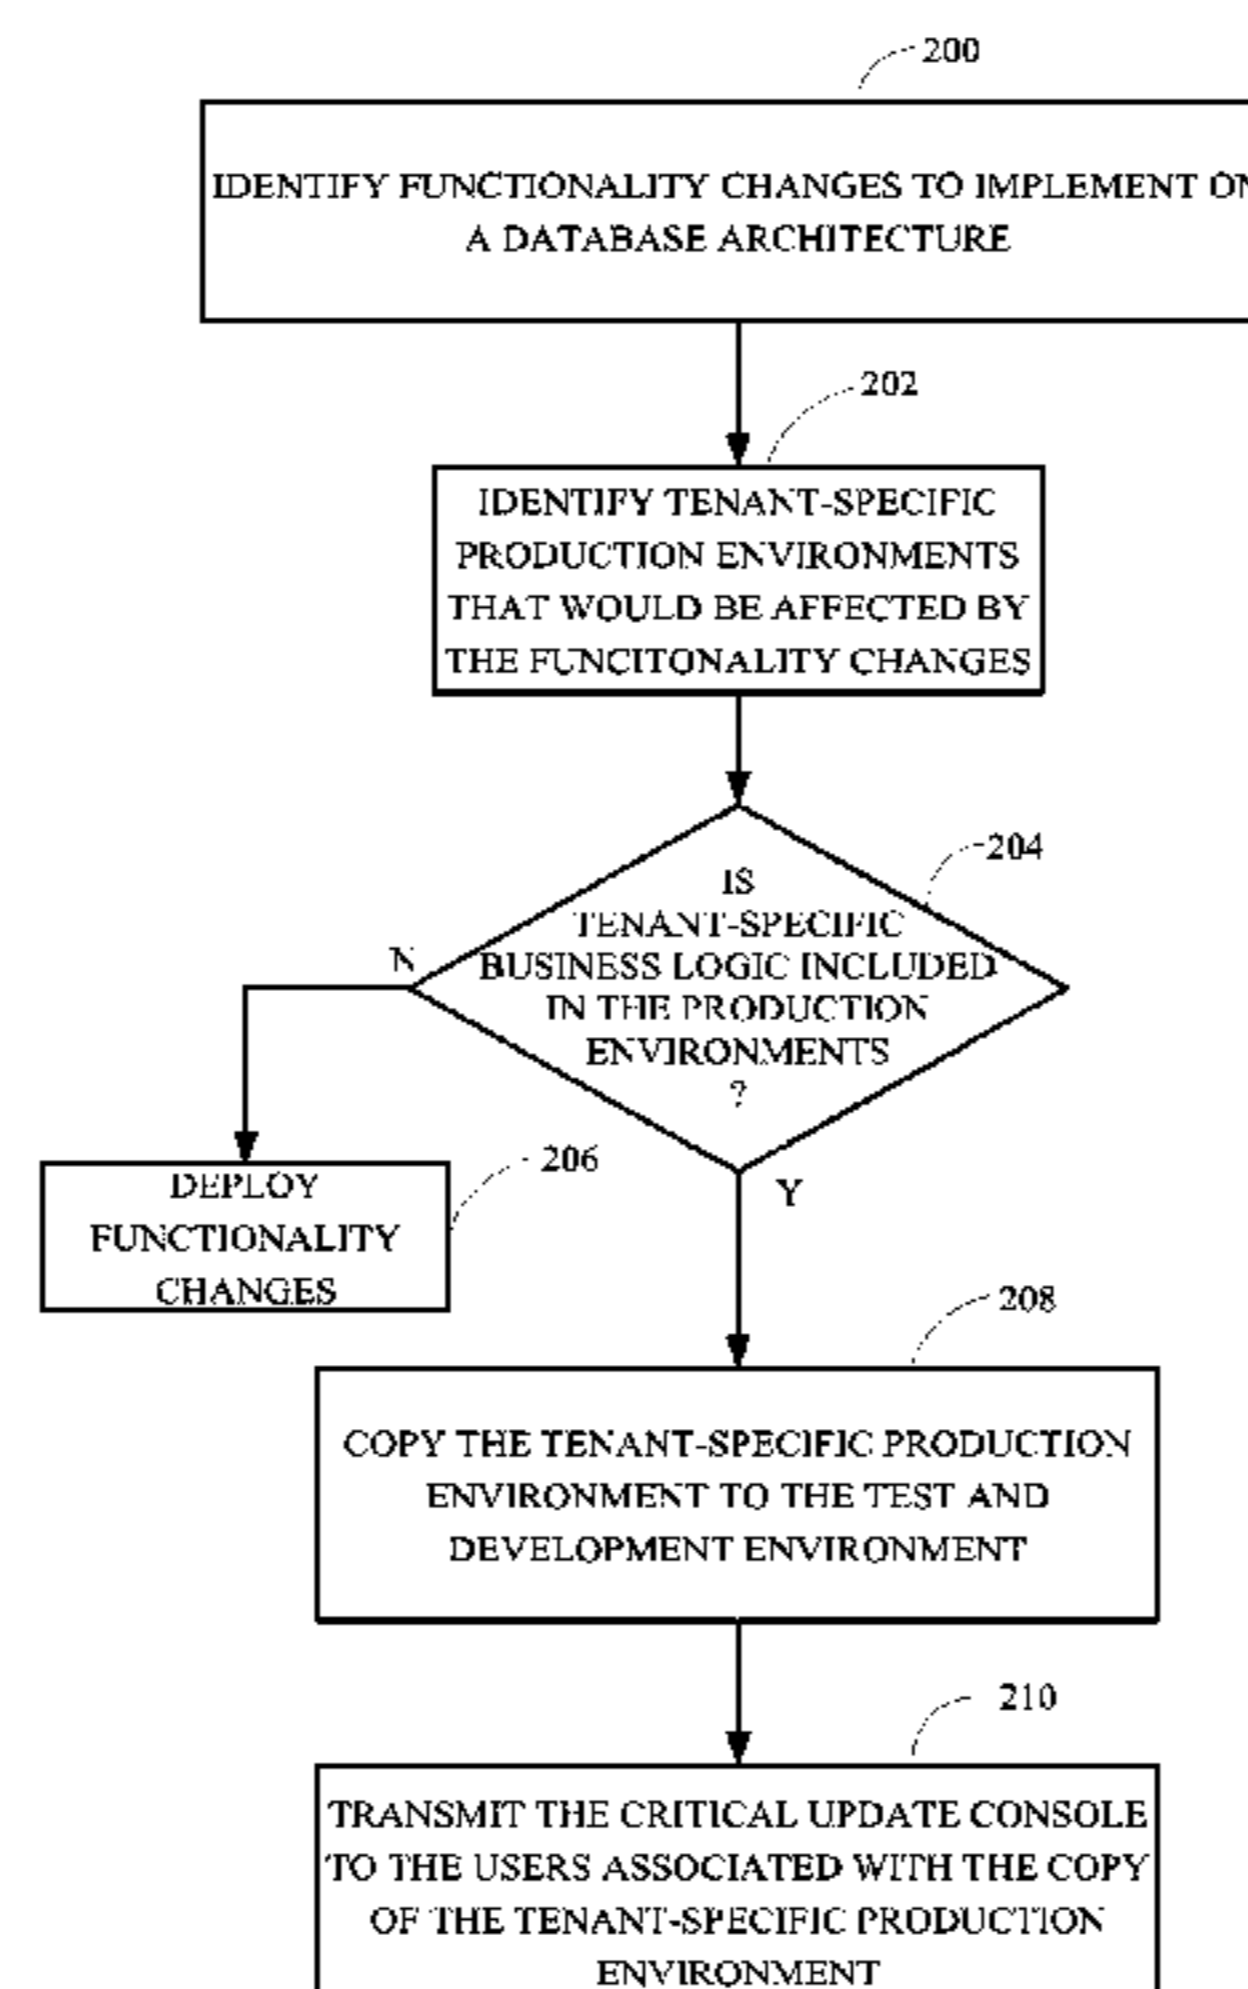 200
IDENTIFY FUNCTIONALITY CHANGES TO IMPLEMENT ON
A DATABASE ARCHITECTURE
202
IDENTIFY TENANT-SPECIFIC
PRODUCTION ENVIRONMENTS
THAT WOULD BE AFFECTED BY
THE FUNCITONALITY CHANGES
204
IS
TENANT-SPECIFIC
N
BUSINESS LOGIC INCLUDED
IN THE PRODUCTION
ENVIRONMENTS
?
206
DEPLOY
FUNCTIONALITY
CHANGES
Y
208
COPY THE TENANT-SPECIFIC PRODUCTION
ENVIRONMENT TO THE TEST AND
DEVELOPMENT ENVIRONMENT
210
TRANSMIT THE CRITICAL UPDATE CONSOLE
TO THE USERS ASSOCIATED WITH THE COPY
OF THE TENANT-SPECIFIC PRODUCTION
ENVIRONMENT